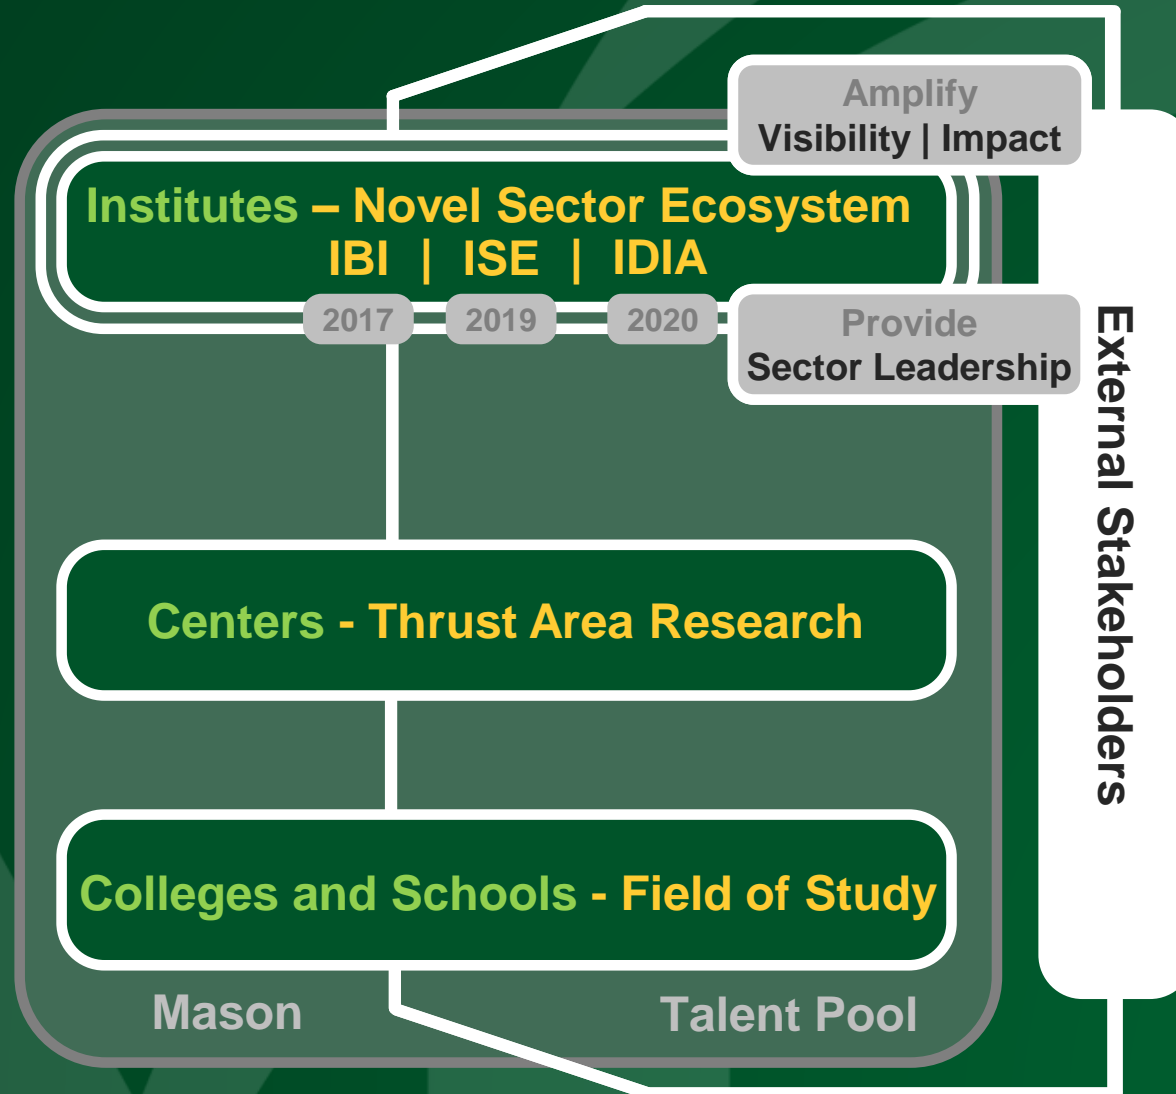 Amplify
Visibility | Impact
Institutes – Novel Sector Ecosystem
IBI | ISE | IDIA
2017 2019 2020
Provide
Sector Leadership
External Stakeholders
Centers - Thrust Area Research
Colleges and Schools - Field of Study
Mason Talent Pool